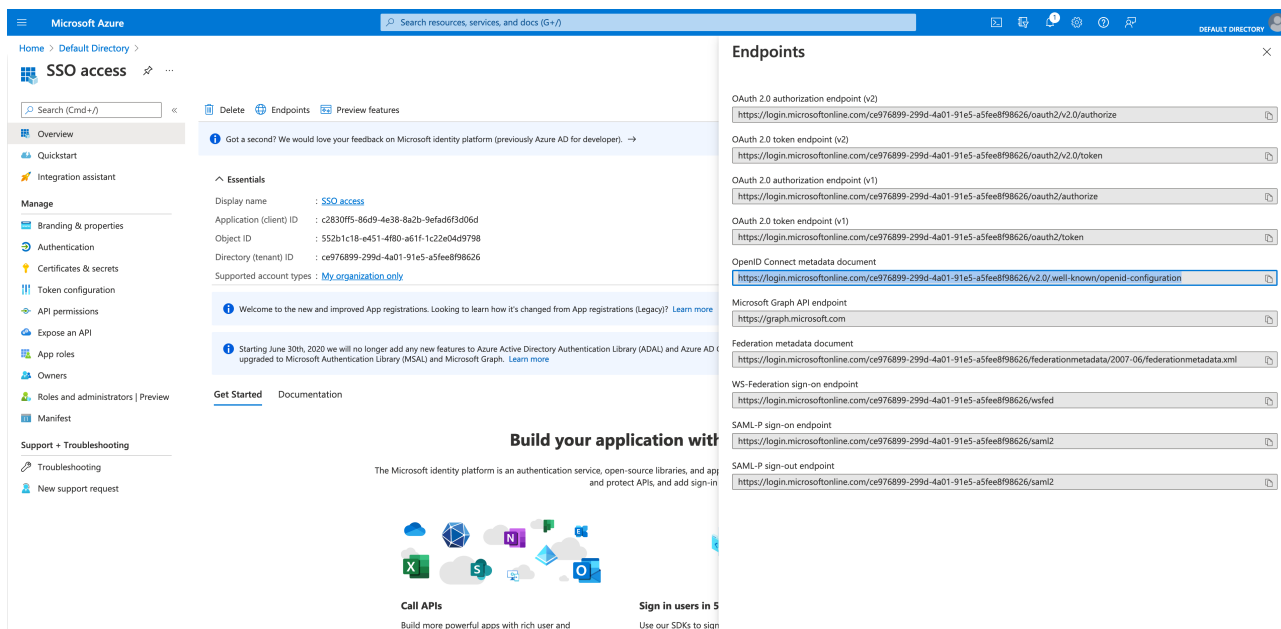 Microsoft Azure
Search resources, services, and docs (G+/)
1
DEFAULT DIRECTORY
Home > Default Directory >
SSO access
...
Search (Cmd+/)
«
Overview
Quickstart
Integration assistant
Manage
Branding & properties
Authentication
Certificates & secrets
Token configuration
API permissions
Expose an API
App roles
Owners
Roles and administrators | Preview
Manifest
Support + Troubleshooting
Troubleshooting
New support request
Delete
Endpoints
Preview features
Got a second? We would love your feedback on Microsoft identity platform (previously Azure AD for developer). →
Essentials
Display name : SSO access
Application (client) ID : c2830ff5-86d9-4e38-8a2b-9efad6f3d06d
Object ID : 552b1c18-e451-4f80-a61f-1c22e04d9798
Directory (tenant) ID : ce976899-299d-4a01-91e5-a5fee8f98626
Supported account types : My organization only
Welcome to the new and improved App registrations. Looking to learn how it's changed from App registrations (Legacy)? Learn more
Starting June 30th, 2020 we will no longer add any new features to Azure Active Directory Authentication Library (ADAL) and Azure AD
upgraded to Microsoft Authentication Library (MSAL) and Microsoft Graph. Learn more
Get Started
Documentation
Build your application with
The Microsoft identity platform is an authentication service, open-source libraries, and app
and protect APIs, and add sign-in
N
E
X
S
O
Call APIs
Build more powerful apps with rich user and
Sign in users in 5
Use our SDKs to sign
Endpoints
OAuth 2.0 authorization endpoint (v2)
https://login.microsoftonline.com/ce976899-299d-4a01-91e5-a5fee8f98626/oauth2/v2.0/authorize
OAuth 2.0 token endpoint (v2)
https://login.microsoftonline.com/ce976899-299d-4a01-91e5-a5fee8f98626/oauth2/v2.0/token
OAuth 2.0 authorization endpoint (v1)
https://login.microsoftonline.com/ce976899-299d-4a01-91e5-a5fee8f98626/oauth2/authorize
OAuth 2.0 token endpoint (v1)
https://login.microsoftonline.com/ce976899-299d-4a01-91e5-a5fee8f98626/oauth2/token
OpenID Connect metadata document
https://login.microsoftonline.com/ce976899-299d-4a01-91e5-a5fee8f98626/v2.0/.well-known/openid-configuration
Microsoft Graph API endpoint
https://graph.microsoft.com
Federation metadata document
https://login.microsoftonline.com/ce976899-299d-4a01-91e5-a5fee8f98626/federationmetadata/2007-06/federationmetadata.xml
WS-Federation sign-on endpoint
https://login.microsoftonline.com/ce976899-299d-4a01-91e5-a5fee8f98626/wsfed
SAML-P sign-on endpoint
https://login.microsoftonline.com/ce976899-299d-4a01-91e5-a5fee8f98626/saml2
SAML-P sign-out endpoint
https://login.microsoftonline.com/ce976899-299d-4a01-91e5-a5fee8f98626/saml2